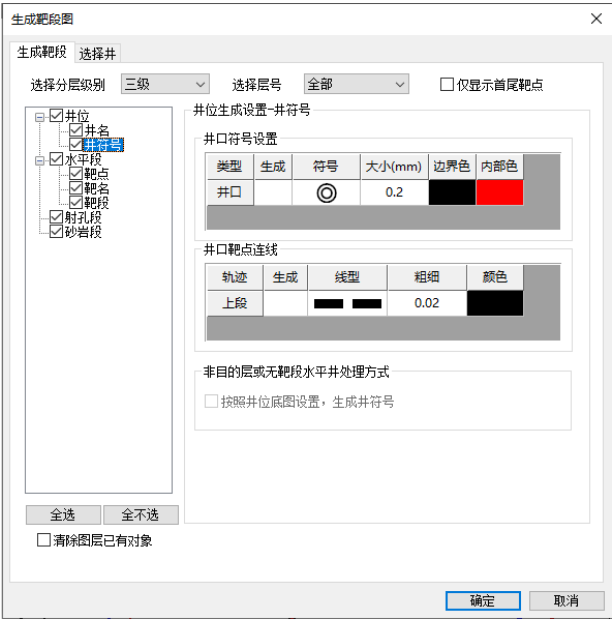 生成靶段图
生成靶段 选择井
选择分层级别 三级 选择层号 全部 仅显示首尾靶点
井位
井名
井符号
水平段
靶点
靶名
靶段
射孔段
砂岩段
全选 全不选
清除图层已有对象
井位生成设置-井符号
井口符号设置
类型 生成 符号 大小(mm) 边界色 内部色
井口 0.2
井口靶点连线
轨迹 生成 线型 粗细 颜色
上段 0.02
非目的层或无靶段水平井处理方式
按照井位底图设置，生成井符号
确定 取消